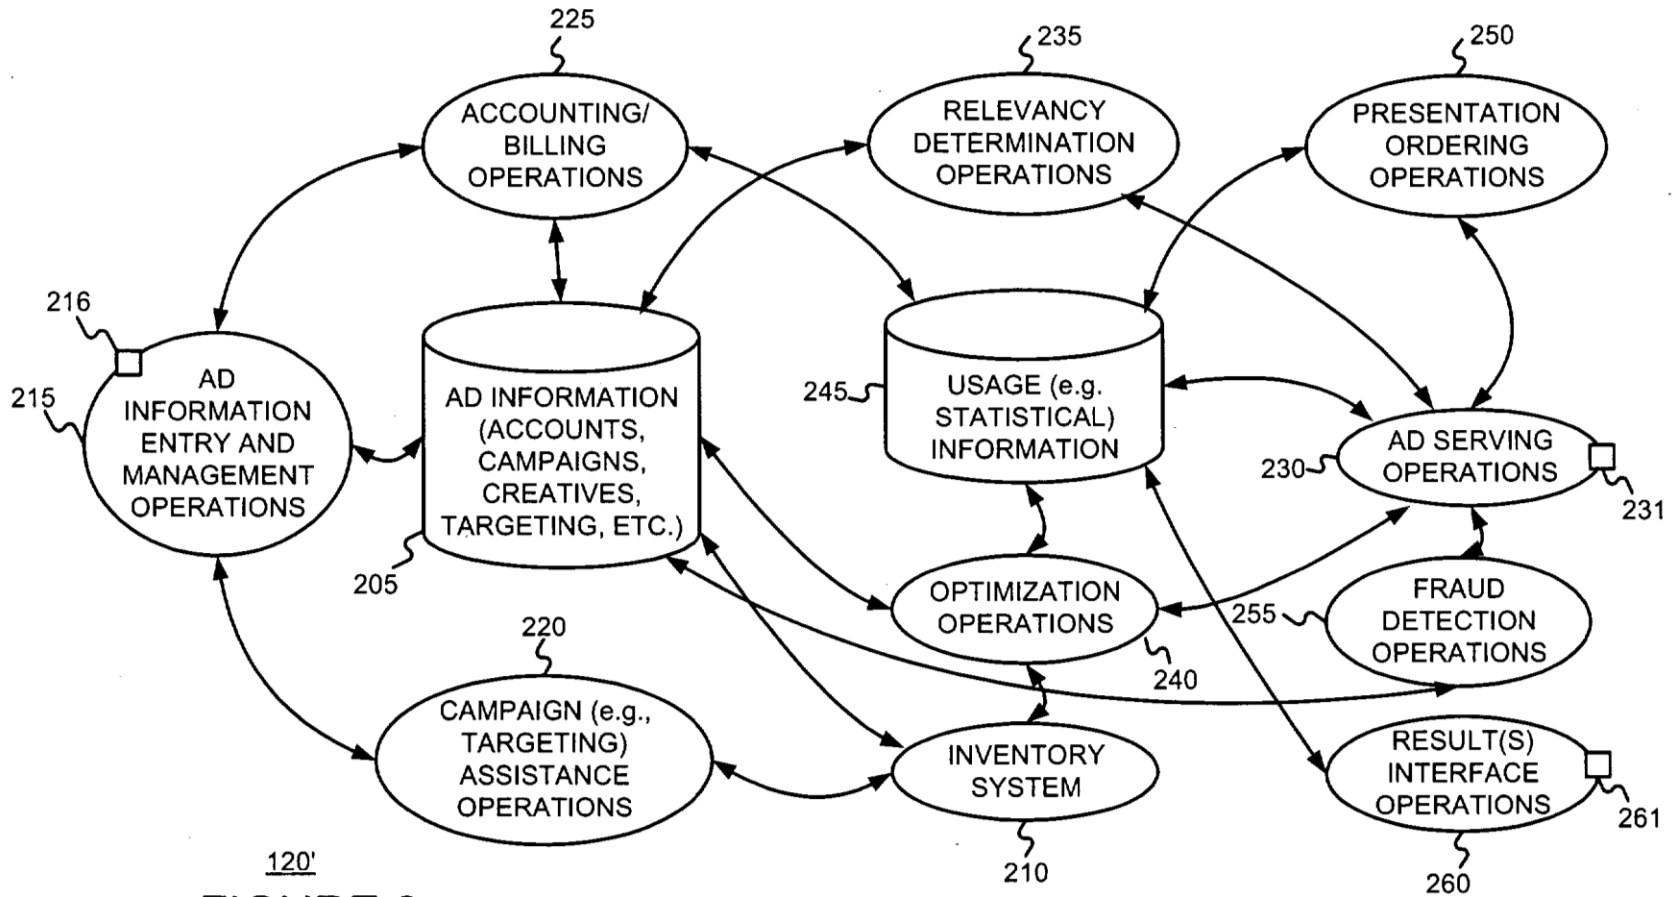 225
235
250
ACCOUNTING/
BILLING
OPERATIONS
RELEVANCY
DETERMINATION
OPERATIONS
PRESENTATION
ORDERING
OPERATIONS
216
215
AD
INFORMATION
ENTRY AND
MANAGEMENT
OPERATIONS
AD INFORMATION
(ACCOUNTS,
CAMPAIGNS,
CREATIVES,
TARGETING, ETC.)
205
245
USAGE (e.g.
STATISTICAL)
INFORMATION
AD SERVING
OPERATIONS
230
231
OPTIMIZATION
OPERATIONS
240
255
FRAUD
DETECTION
OPERATIONS
220
CAMPAIGN (e.g.,
TARGETING)
ASSISTANCE
OPERATIONS
INVENTORY
SYSTEM
210
RESULT(S)
INTERFACE
OPERATIONS
261
260
120'